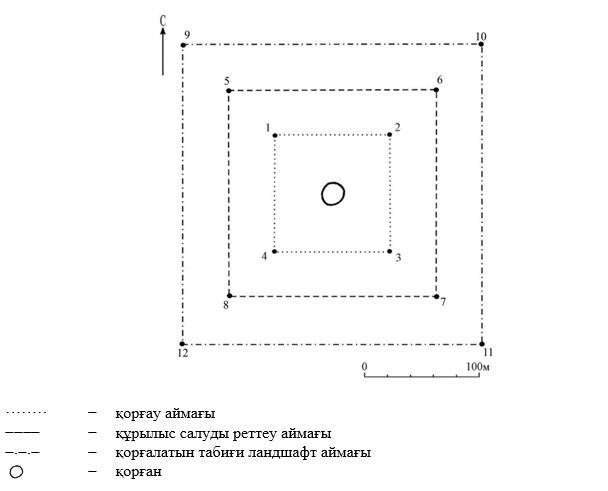 С
9 10
5 6
1 2
4 3
8 7
12 11
0 100м
– қорғау аймағы
– құрылыс салуды реттеу аймағы
– қорғалатын табиғи ландшафт аймағы
– қорған